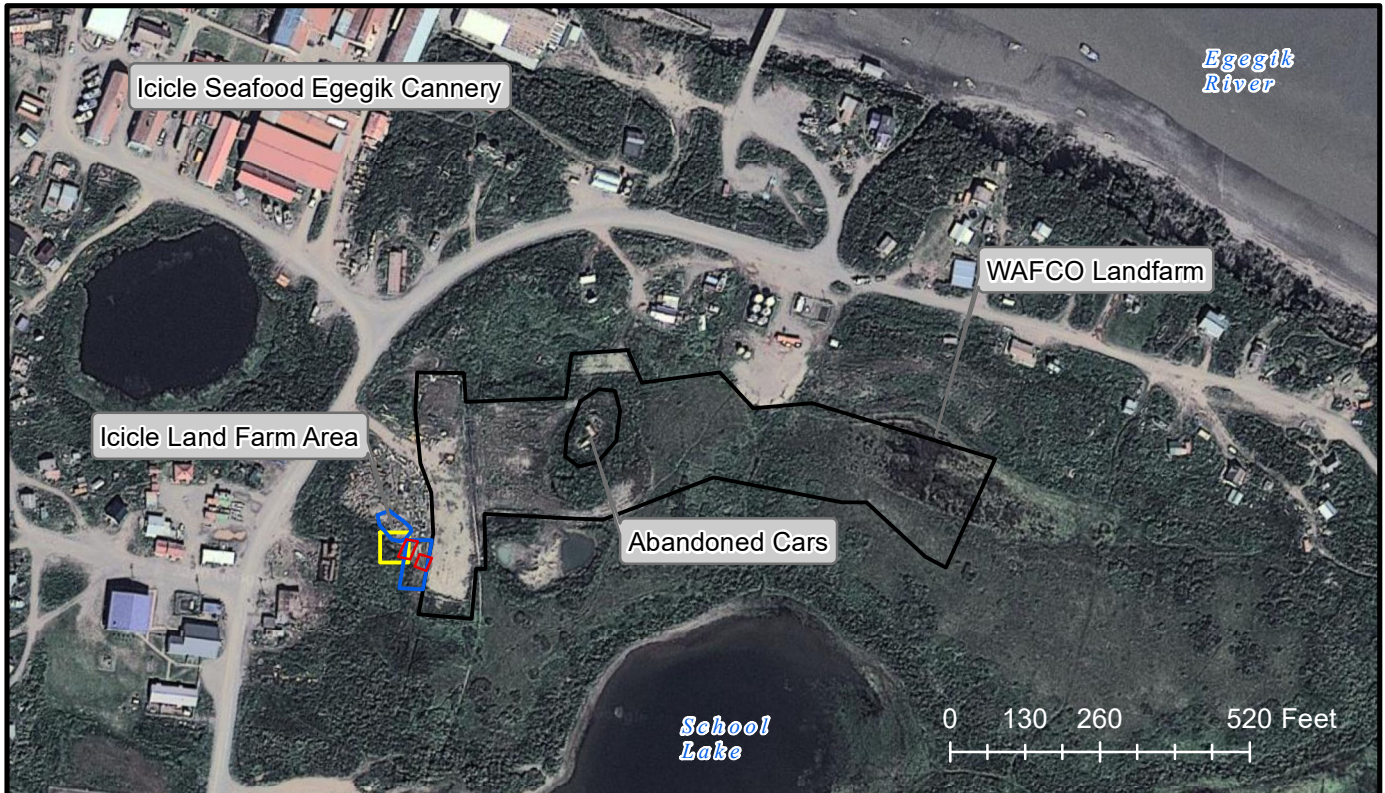 Egegik
River
Icicle Seafood Egegik Cannery
WAFCO Landfarm
Icicle Land Farm Area
Abandoned Cars
School
Lake
0 130 260 520 Feet